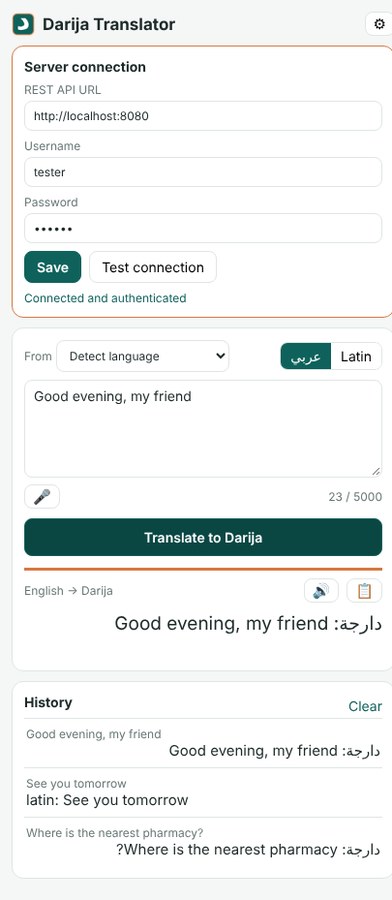 Darija Translator
Server connection
REST API URL
http://localhost:8080
Username
tester
Password
••••••
Save Test connection
Connected and authenticated
From Detect language عربي Latin
Good evening, my friend
23 / 5000
Translate to Darija
English → Darija
دارجة: Good evening, my friend
History Clear
Good evening, my friend
دارجة: Good evening, my friend
See you tomorrow
latin: See you tomorrow
Where is the nearest pharmacy?
دارجة: Where is the nearest pharmacy?